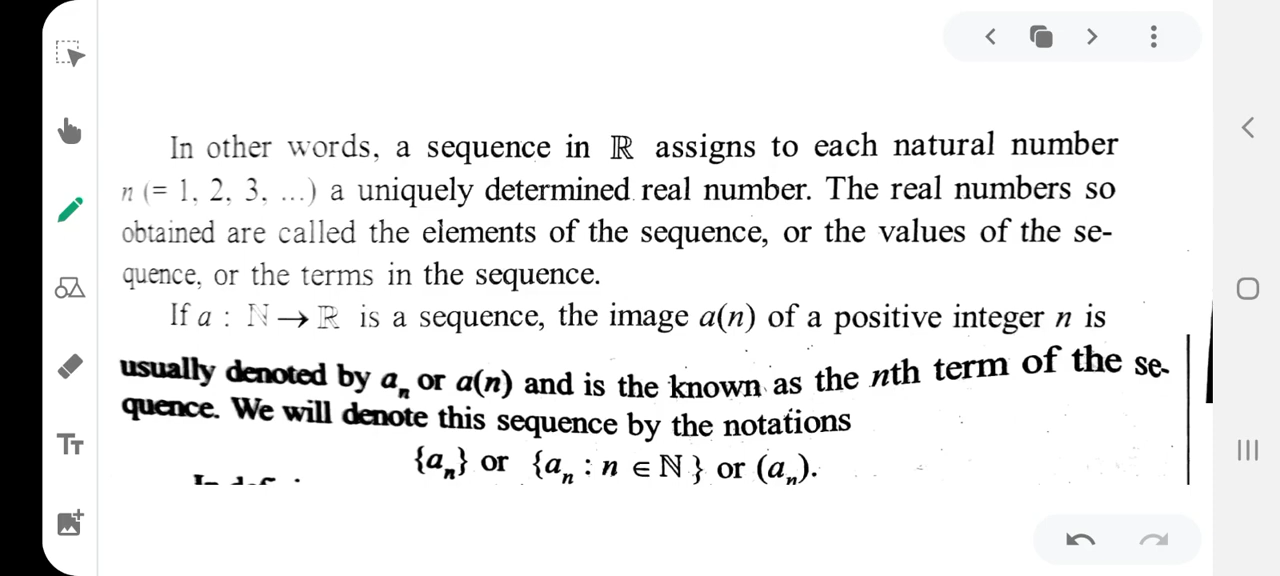 In other words, a sequence in ℝ assigns to each natural number
n (= 1, 2, 3, ...) a uniquely determined real number. The real numbers so
obtained are called the elements of the sequence, or the values of the se-
quence, or the terms in the sequence.
If a : ℕ → ℝ is a sequence, the image a(n) of a positive integer n is
usually denoted by aₙ or a(n) and is the known as the nth term of the se-
quence. We will denote this sequence by the notations
{aₙ} or {aₙ : n ∈ ℕ} or (aₙ).
TT